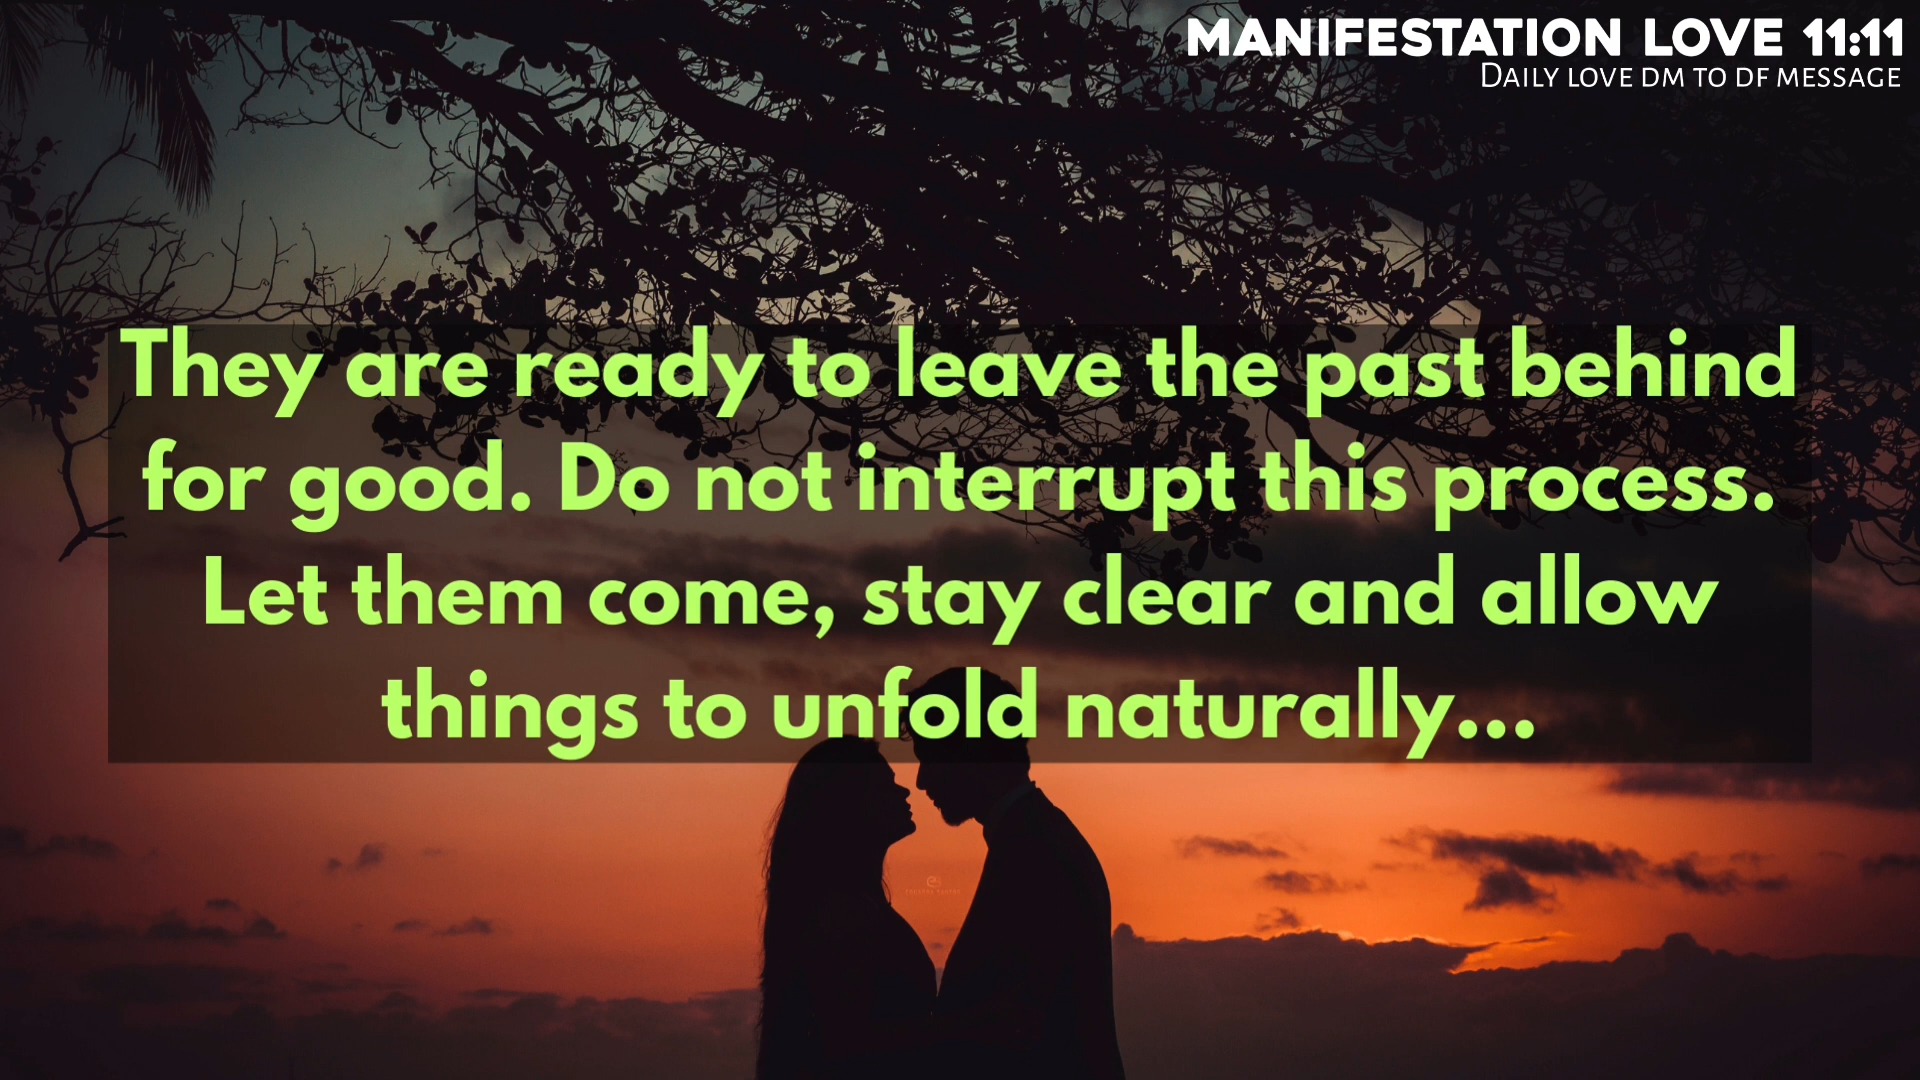 MANIFESTATION LOVE 11:11
DAILY LOVE DM TO DF MESSAGE
They are ready to leave the past behind
for good. Do not interrupt this process.
Let them come, stay clear and allow
things to unfold naturally...